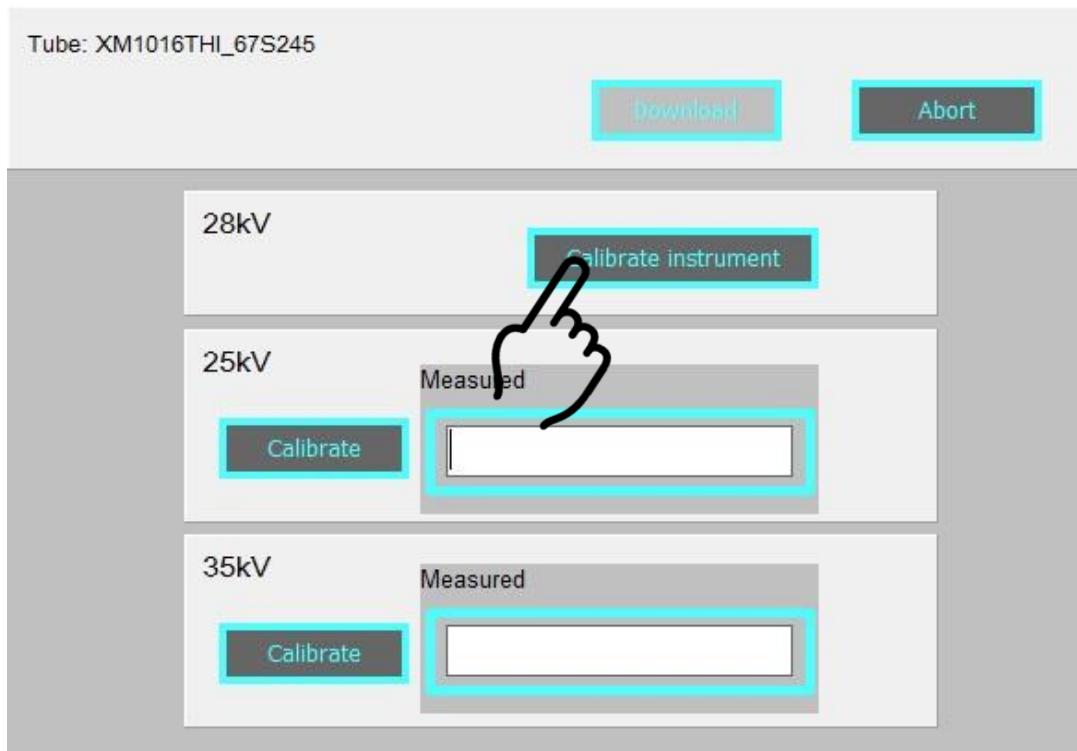 Tube: XM1016THI_67S245
Download
Abort
28kV
Calibrate instrument
25kV
Measured
Calibrate
35kV
Measured
Calibrate